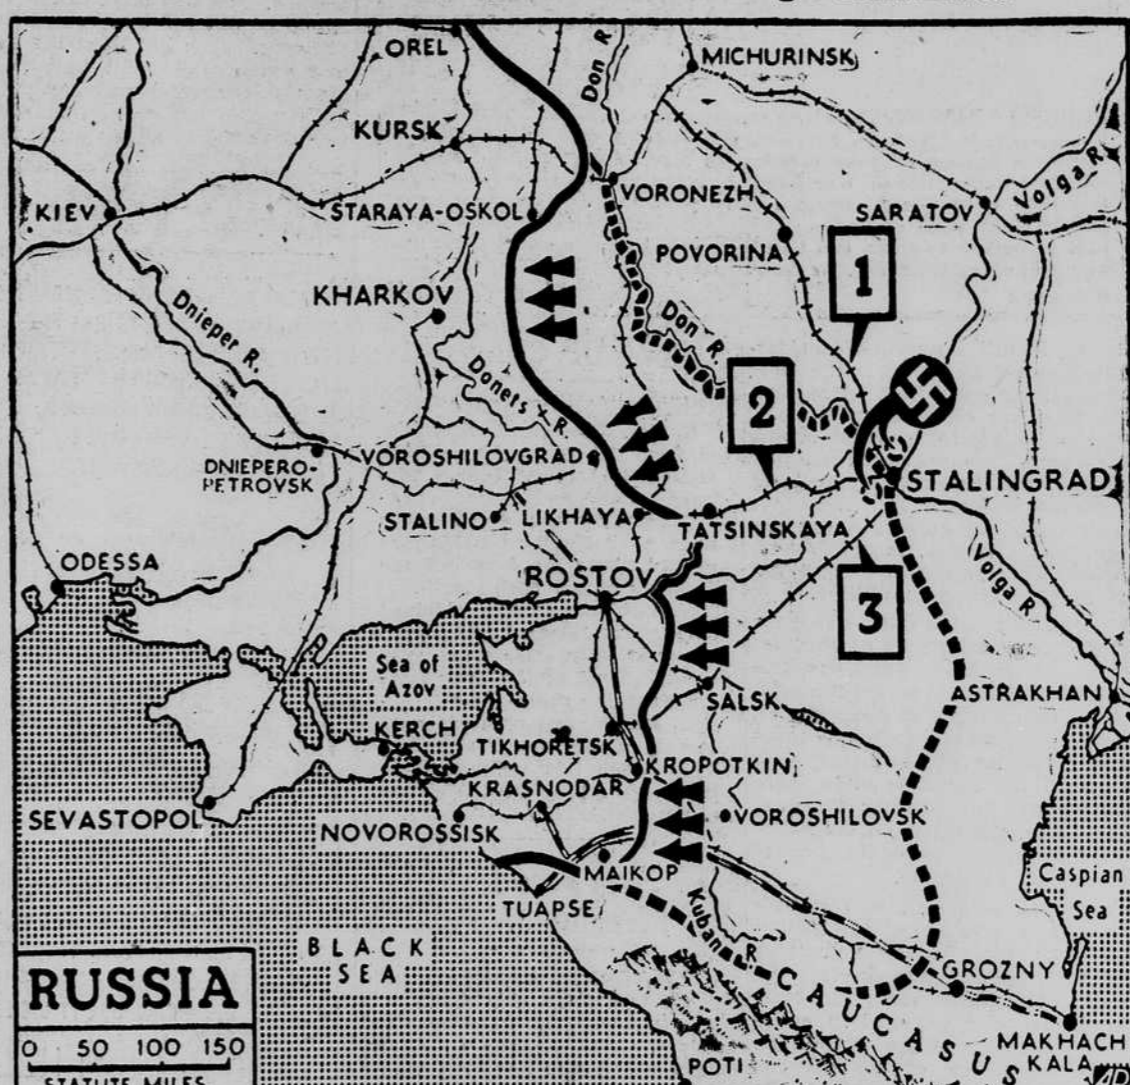 OREL
Don R.
MICHURINSK
KURSK
VORONEZH
Volga R.
KIEV
STARAYA-OSKOL
SARATOV
POVORINA
1
KHARKOV
Dnieper R.
Don R.
Donets R.
2
VOROSHILOVGRAD
DNIEPERO-
PETROVSK
STALINGRAD
STALINO
LIKHAYA
TATSINSKAYA
ODESSA
Volga R
ROSTOV
3
Sea of
Azov
SALSK
ASTRAKHAN
KERCH
TIKHORETSK
KROPOTKIN
KRASNODAR
SEVASTOPOL
NOVOROSSISK
VOROSHILOVSK
MAIKOP
Caspian
Sea
TUAPSE
Kuban R
BLACK
SEA
CAUCASUS
GROZNY
RUSSIA
0 50 100 150
STATUTE MILES
POTI
MAKHACH
KALA